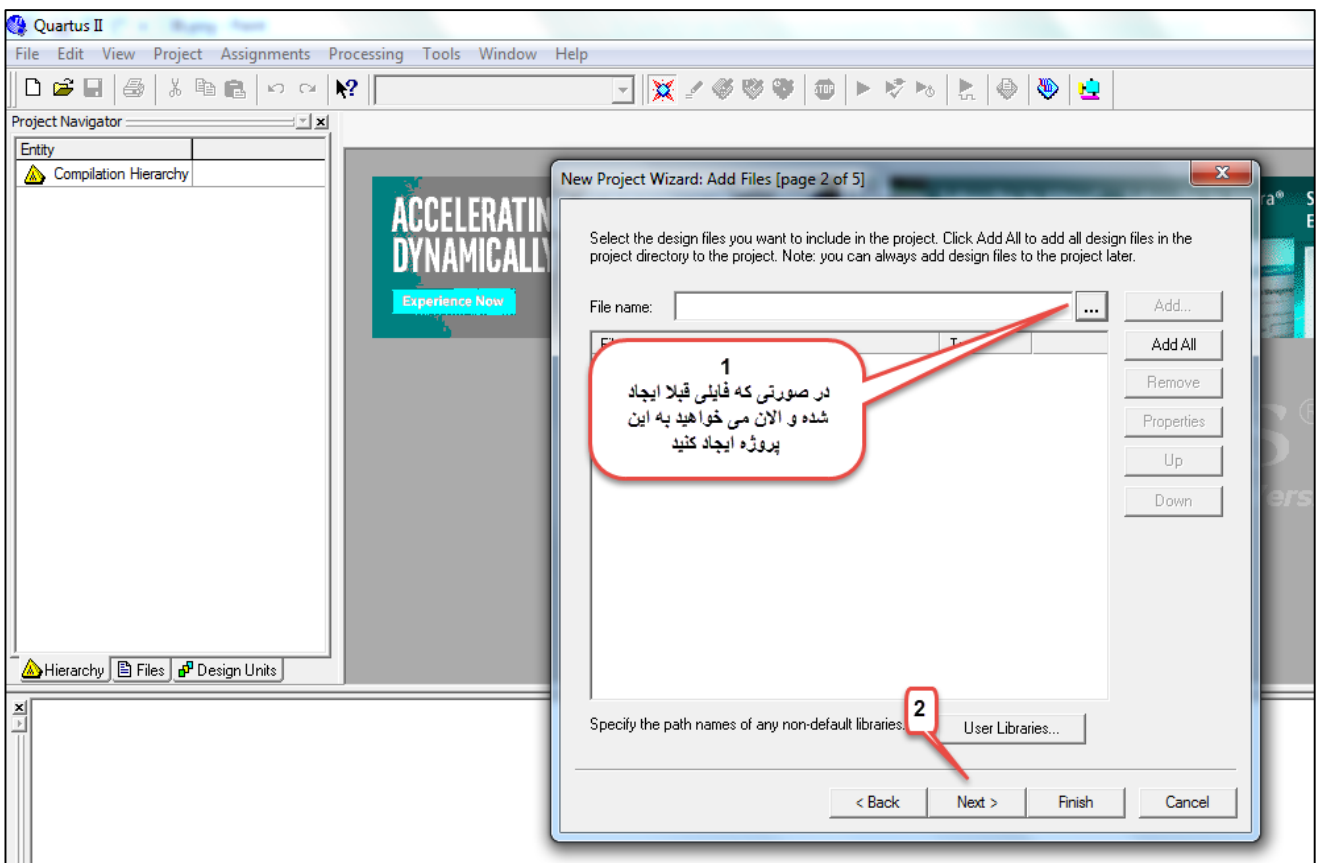 Quartus II
File Edit View Project Assignments Processing Tools Window Help
STOP
Project Navigator
Entity
Compilation Hierarchy
Hierarchy Files Design Units
ACCELERATIN
DYNAMICALL
Experience Now
ra® S
E
®
S
ers
New Project Wizard: Add Files [page 2 of 5]
Select the design files you want to include in the project. Click Add All to add all design files in the
project directory to the project. Note: you can always add design files to the project later.
File name: ... Add...
Add All
Remove
Properties
Up
Down
1
در صورتی که فایلی قبلا ایجاد
شده و الان می خواهید به این
پروژه ایجاد کنید
2
Specify the path names of any non-default libraries. User Libraries...
< Back Next > Finish Cancel